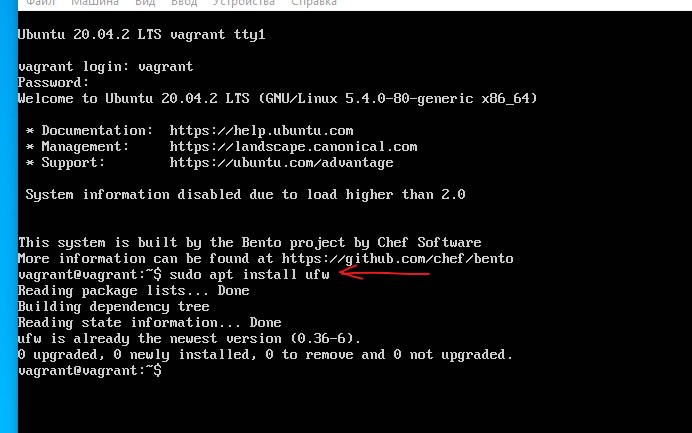 Файл Машина Вид Ввод Устройства Справка
Ubuntu 20.04.2 LTS vagrant tty1
vagrant login: vagrant
Password:
Welcome to Ubuntu 20.04.2 LTS (GNU/Linux 5.4.0-80-generic x86_64)
* Documentation:  https://help.ubuntu.com
* Management:     https://landscape.canonical.com
* Support:        https://ubuntu.com/advantage
System information disabled due to load higher than 2.0
This system is built by the Bento project by Chef Software
More information can be found at https://github.com/chef/bento
vagrant@vagrant:~$ sudo apt install ufw
Reading package lists... Done
Building dependency tree
Reading state information... Done
ufw is already the newest version (0.36-6).
0 upgraded, 0 newly installed, 0 to remove and 0 not upgraded.
vagrant@vagrant:~$